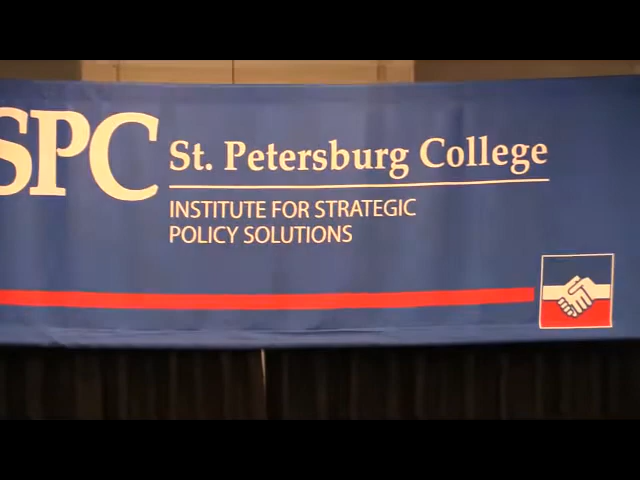 SPC
St. Petersburg College
INSTITUTE FOR STRATEGIC
POLICY SOLUTIONS